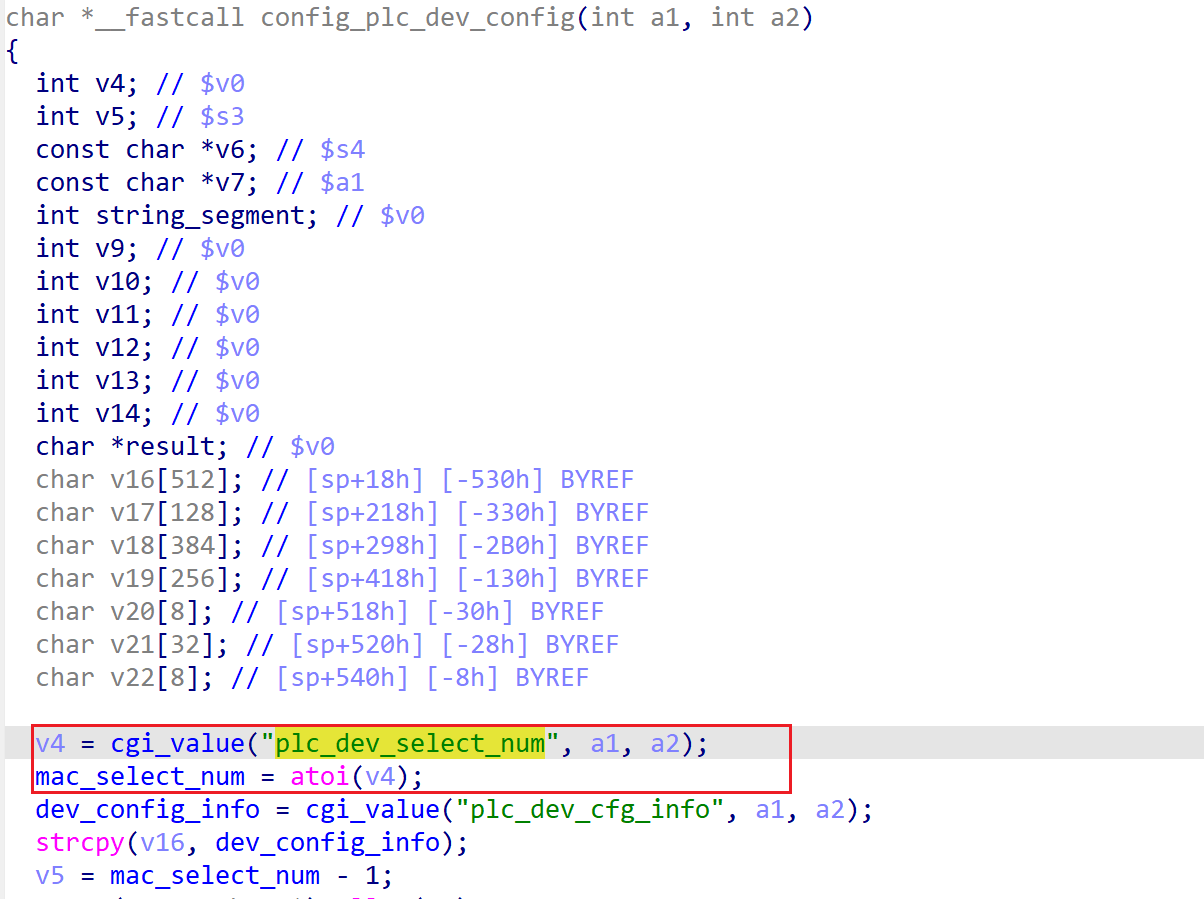 char *__fastcall config_plc_dev_config(int a1, int a2)
{
int v4; // $v0
int v5; // $s3
const char *v6; // $s4
const char *v7; // $a1
int string_segment; // $v0
int v9; // $v0
int v10; // $v0
int v11; // $v0
int v12; // $v0
int v13; // $v0
int v14; // $v0
char *result; // $v0
char v16[512]; // [sp+18h] [-530h] BYREF
char v17[128]; // [sp+218h] [-330h] BYREF
char v18[384]; // [sp+298h] [-2B0h] BYREF
char v19[256]; // [sp+418h] [-130h] BYREF
char v20[8]; // [sp+518h] [-30h] BYREF
char v21[32]; // [sp+520h] [-28h] BYREF
char v22[8]; // [sp+540h] [-8h] BYREF
v4 = cgi_value("plc_dev_select_num", a1, a2);
mac_select_num = atoi(v4);
dev_config_info = cgi_value("plc_dev_cfg_info", a1, a2);
strcpy(v16, dev_config_info);
v5 = mac_select_num - 1;